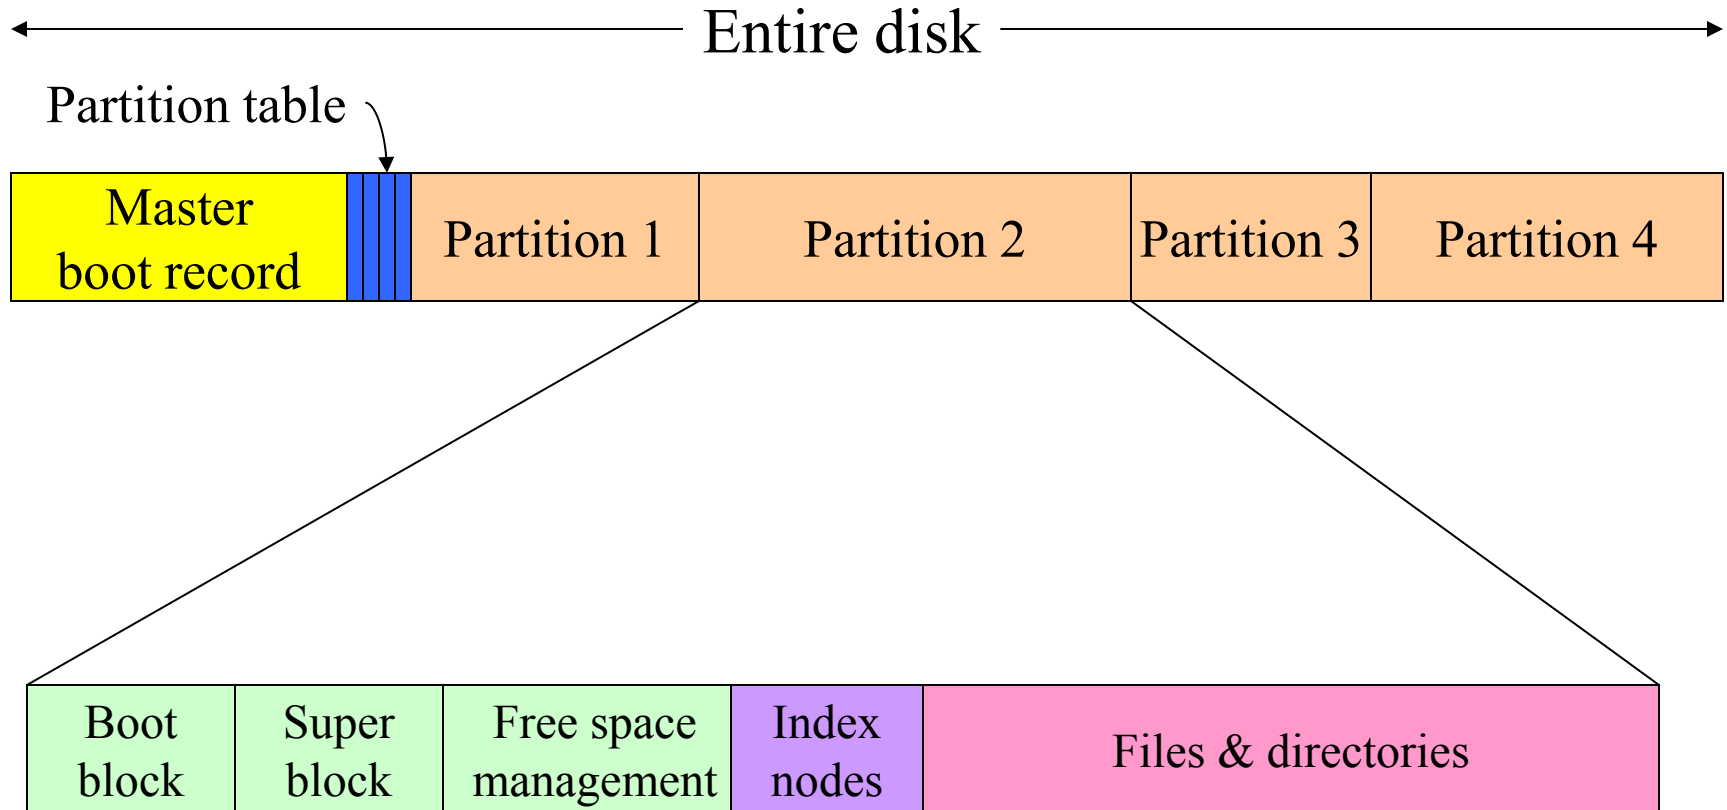 Entire disk
Partition table
Master
boot record
Partition 1
Partition 2
Partition 3
Partition 4
Boot
block
Super
block
Free space
management
Index
nodes
Files & directories